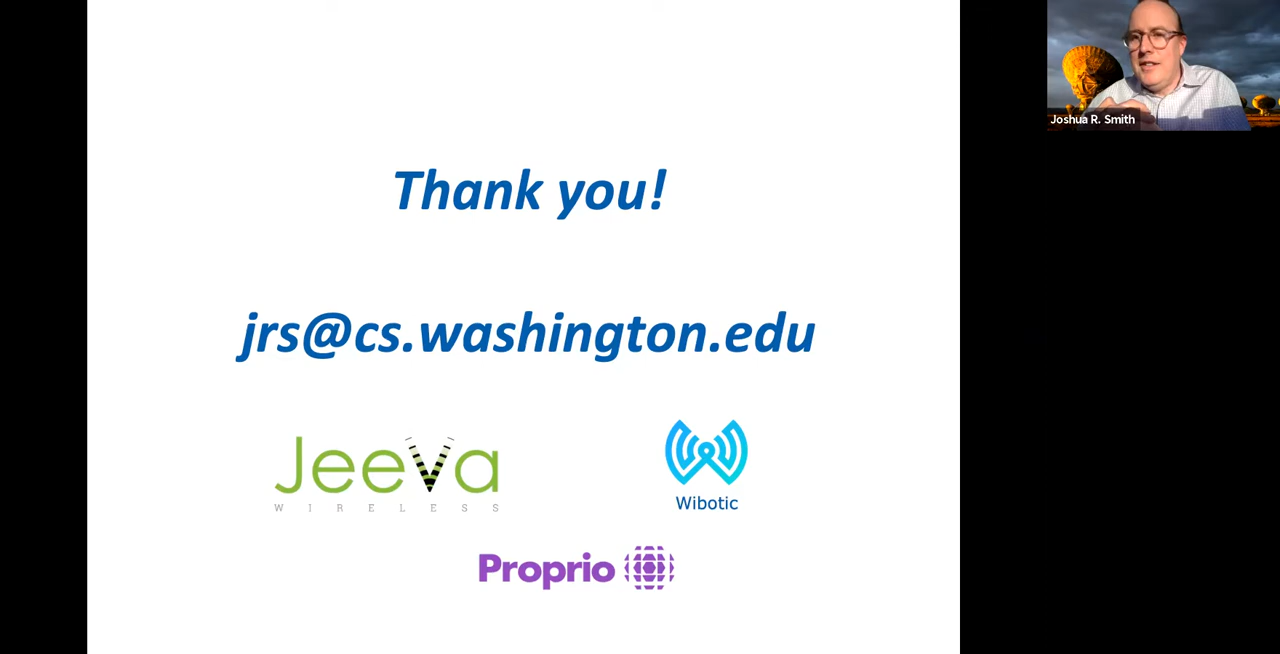 Joshua R. Smith
Thank you!
jrs@cs.washington.edu
Jeeva
WIRELESS
Wibotic
Proprio